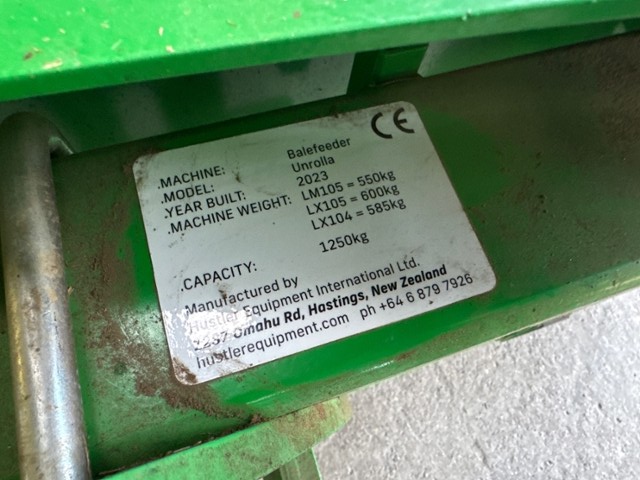 CE
.MACHINE: Balefeeder
.MODEL: Unrolla
.YEAR BUILT: 2023
.MACHINE WEIGHT: LM105 = 550kg
LX105 = 600kg
LX104 = 585kg
.CAPACITY: 1250kg
Manufactured by
Hustler Equipment International Ltd.
Omahu Rd, Hastings, New Zealand
hustlerequipment.com ph +64 6 879 7926